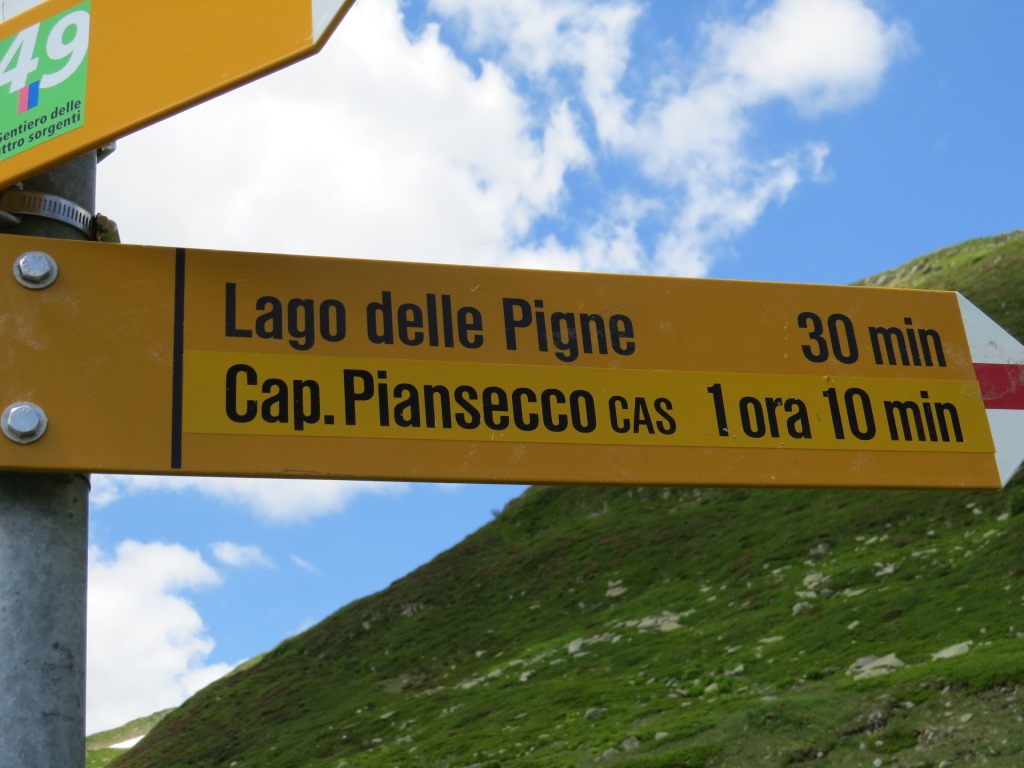 49
Sentiero delle
ttro sorgenti
Lago delle Pigne 30 min
Cap. Piansecco CAS 1 ora 10 min